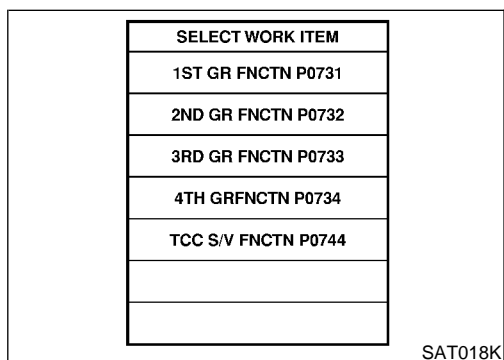 SELECT WORK ITEM
1ST GR FNCTN P0731
2ND GR FNCTN P0732
3RD GR FNCTN P0733
4TH GRFNCTN P0734
TCC S/V FNCTN P0744
SAT018K